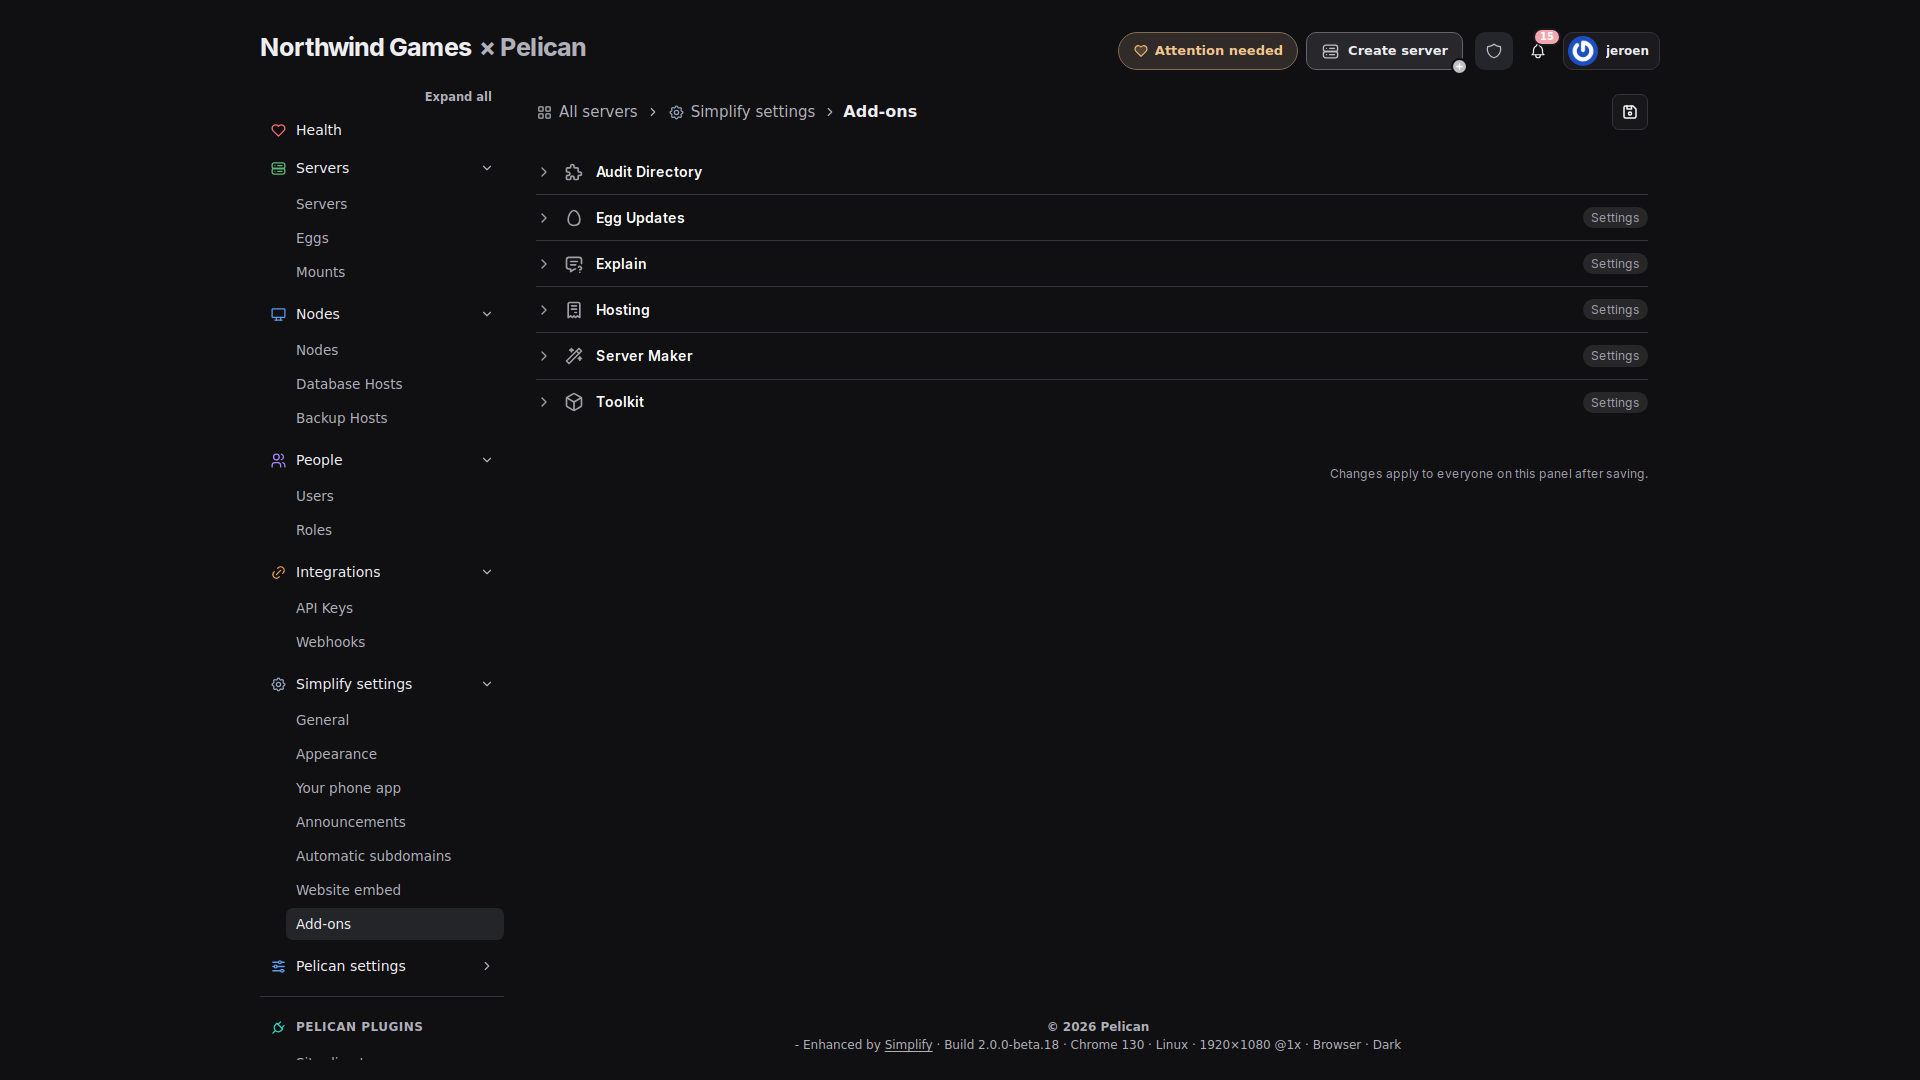 Northwind Games × Pelican
Attention needed
Create server
15
jeroen
Expand all
Health
Servers
Servers
Eggs
Mounts
Nodes
Nodes
Database Hosts
Backup Hosts
People
Users
Roles
Integrations
API Keys
Webhooks
Simplify settings
General
Appearance
Your phone app
Announcements
Automatic subdomains
Website embed
Add-ons
Pelican settings
PELICAN PLUGINS
All servers › Simplify settings › Add-ons
Audit Directory
Egg Updates Settings
Explain Settings
Hosting Settings
Server Maker Settings
Toolkit Settings
Changes apply to everyone on this panel after saving.
© 2026 Pelican
- Enhanced by Simplify · Build 2.0.0-beta.18 · Chrome 130 · Linux · 1920×1080 @1x · Browser · Dark